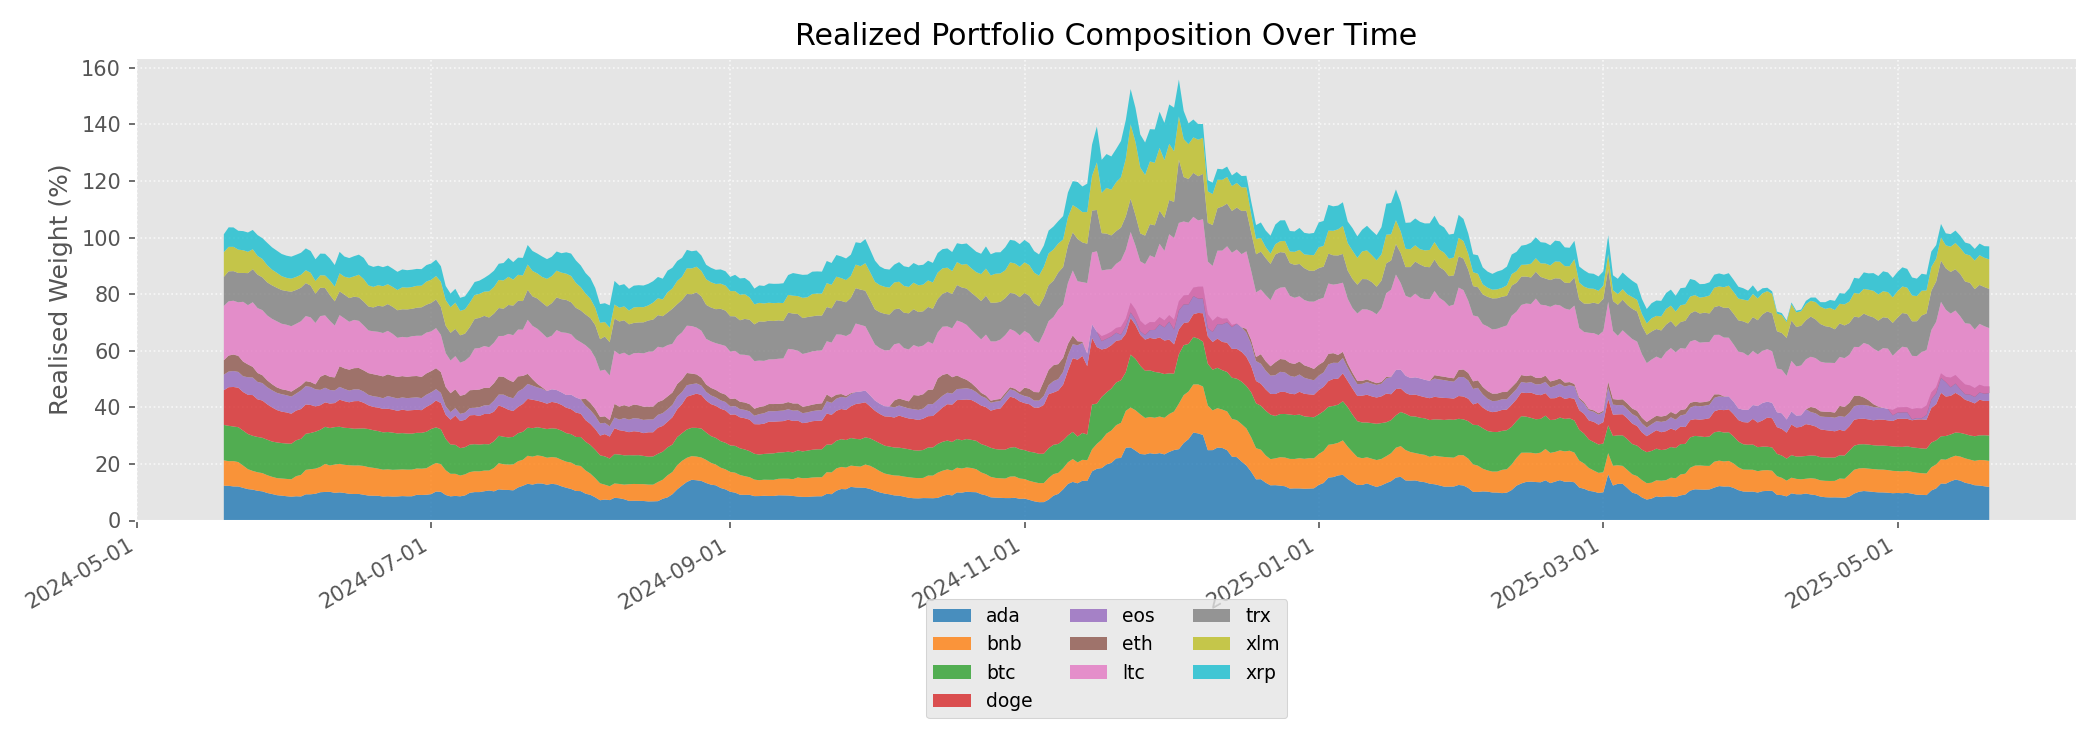 Realized Portfolio Composition Over Time
Realised Weight (%)
160
140
120
100
80
60
40
20
0
2024-05-01
2024-07-01
2024-09-01
2024-11-01
2025-01-01
2025-03-01
2025-05-01
ada eos trx
bnb eth xlm
btc ltc xrp
doge